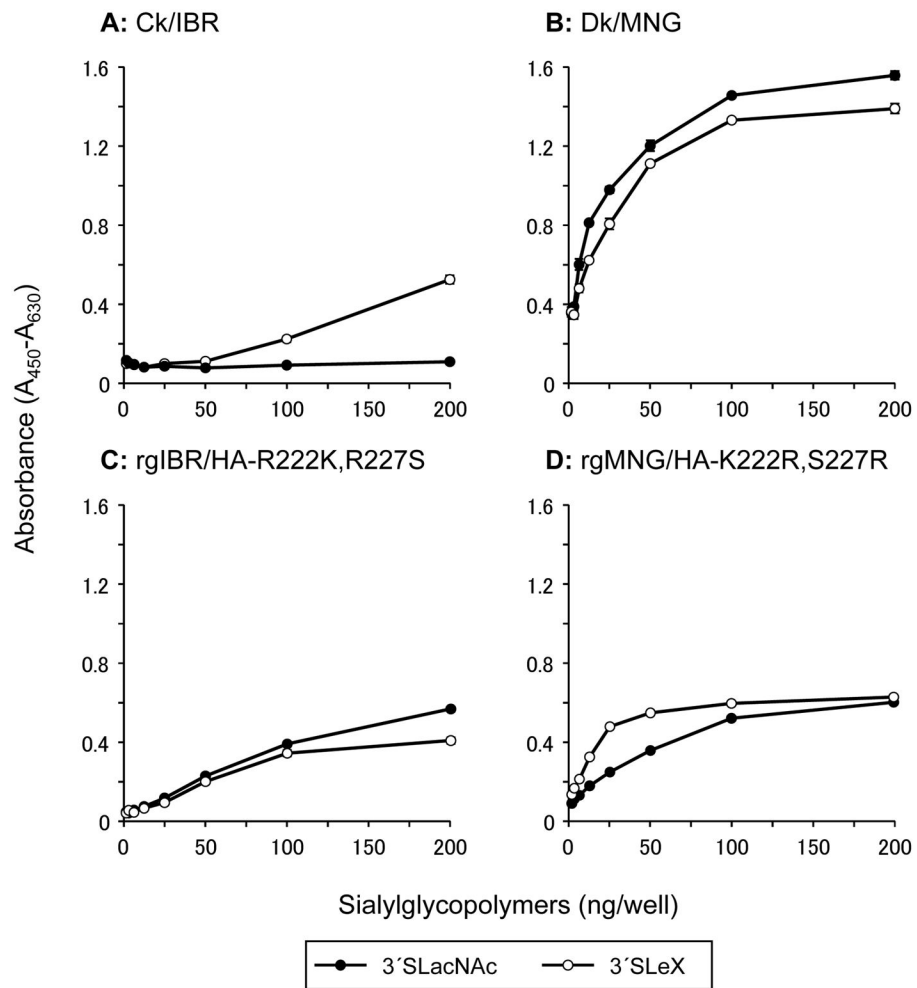 A: Ck/IBR
B: Dk/MNG
1.6
1.2
0.8
0.4
0
0 50 100 150 200
1.6
1.2
0.8
0.4
0
0 50 100 150 200
C: rgIBR/HA-R222K,R227S
D: rgMNG/HA-K222R,S227R
1.6
1.2
0.8
0.4
0
0 50 100 150 200
1.6
1.2
0.8
0.4
0
0 50 100 150 200
Absorbance (A450-A630)
Sialylglycopolymers (ng/well)
3´SLacNAc 3´SLeX